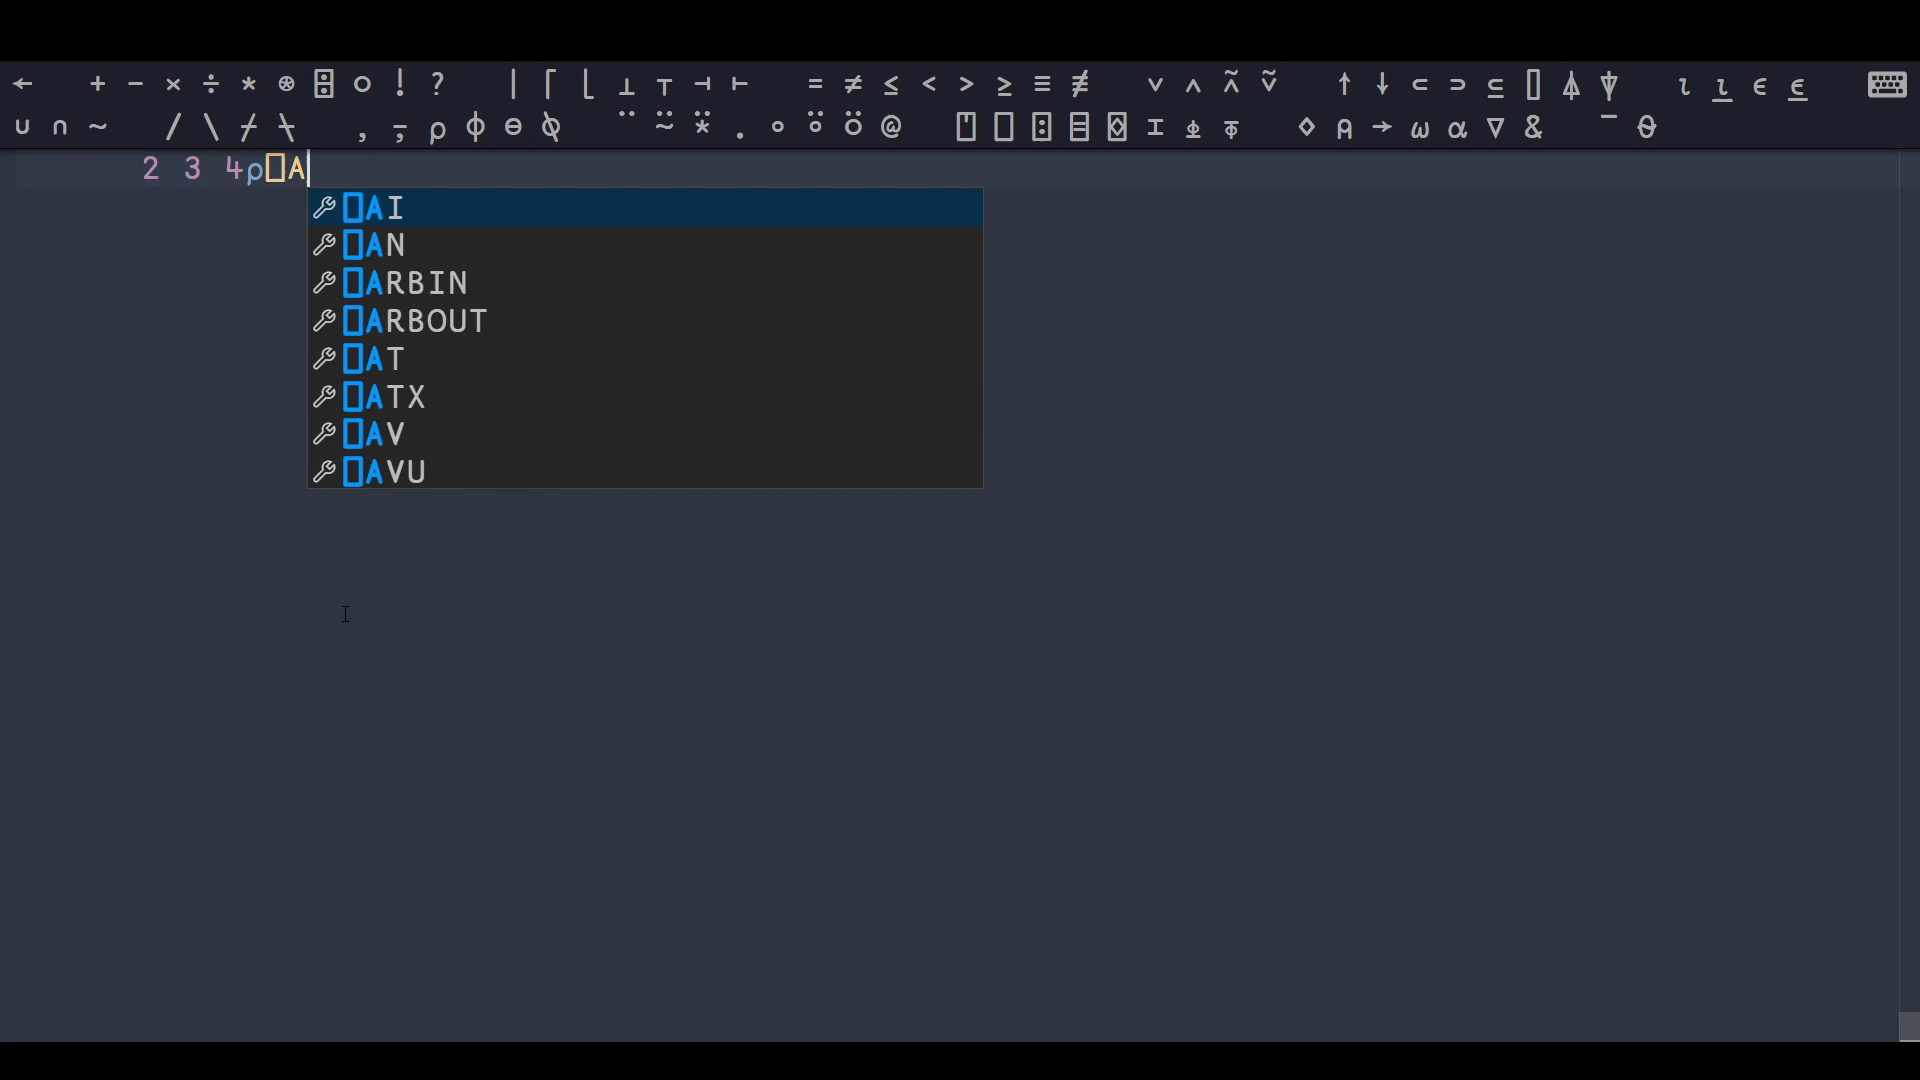 ← + - × ÷ * ⍟ ⌹ ○ ! ? | ⌈ ⌊ ⊥ ⊤ ⊣ ⊢ = ≠ ≤ < > ≥ ≡ ≢ ∨ ∧ ⍲ ⍱ ↑ ↓ ⊂ ⊃ ⊆ ⌷ ⍋ ⍒ ⍳ ⍸ ∊ ⍷
∪ ∩ ~ / \ ⌿ ⍀ , ⍪ ⍴ ⌽ ⊖ ⍉ ¨ ⍨ ⍣ . ∘ ⍤ ⍥ @ ⍞ ⎕ ⍠ ⌸ ⌺ ⌶ ⍎ ⍕ ⋄ ⍝ → ⍵ ⍺ ∇ & ¯ ⍬
2 3 4⍴⎕A
⎕AI
⎕AN
⎕ARBIN
⎕ARBOUT
⎕AT
⎕ATX
⎕AV
⎕AVU